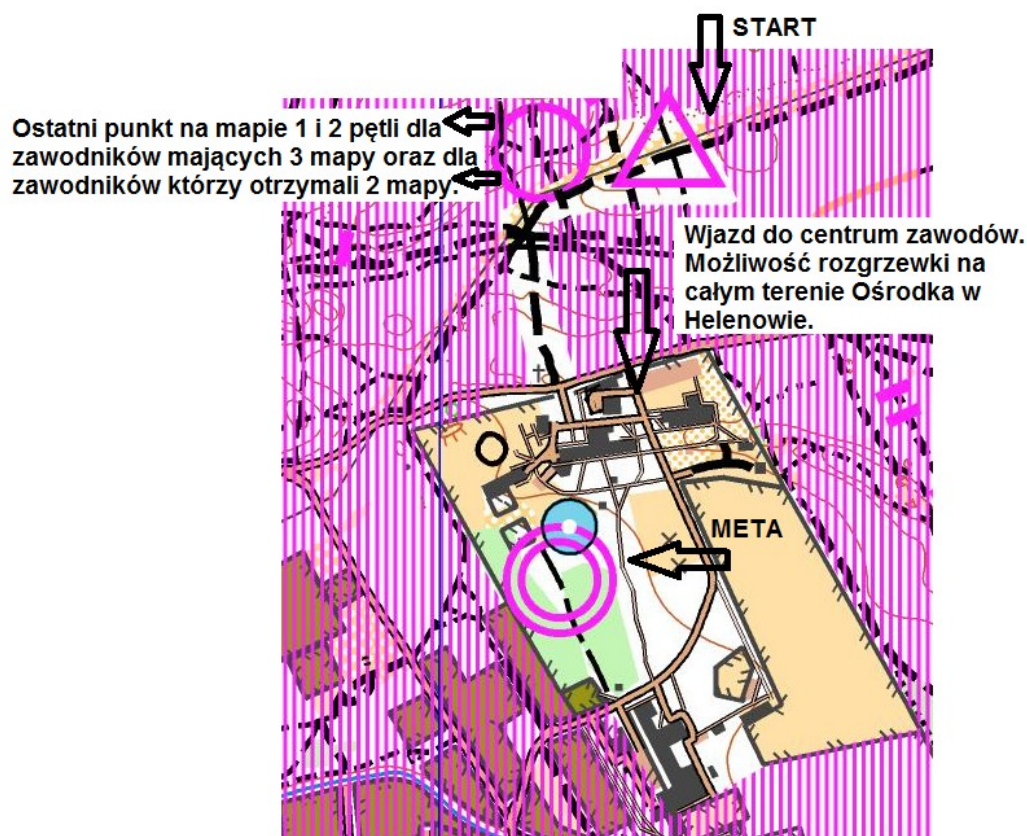 START
Ostatni punkt na mapie 1 i 2 pętli dla
zawodników mających 3 mapy oraz dla
zawodników którzy otrzymali 2 mapy.
Wjazd do centrum zawodów.
Możliwość rozgrzewki na
całym terenie Ośrodka w
Helenowie.
META